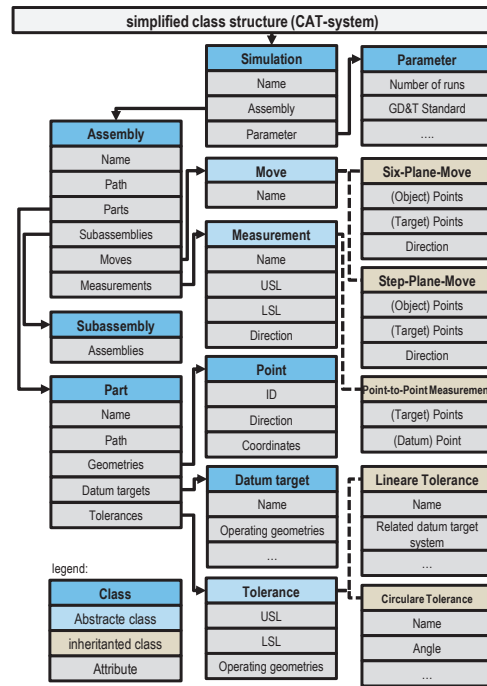 simplified class structure (CAT-system)
Simulation
Name
Assembly
Parameter
Parameter
Number of runs
GD&T Standard
....
Assembly
Name
Path
Parts
Subassemblies
Moves
Measurements
Move
Name
Six-Plane-Move
(Object) Points
(Target) Points
Direction
Measurement
Name
USL
LSL
Direction
Step-Plane-Move
(Object) Points
(Target) Points
Direction
Subassembly
Assemblies
Point
ID
Direction
Coordinates
Point-to-Point Measurement
(Target) Points
(Datum) Point
Part
Name
Path
Geometries
Datum targets
Tolerances
Datum target
Name
Operating geometries
...
Lineare Tolerance
Name
Related datum target
system
...
Tolerance
USL
LSL
Operating geometries
Circulare Tolerance
Name
Angle
...
legend:
Class
Abstracte class
inheritanted class
Attribute